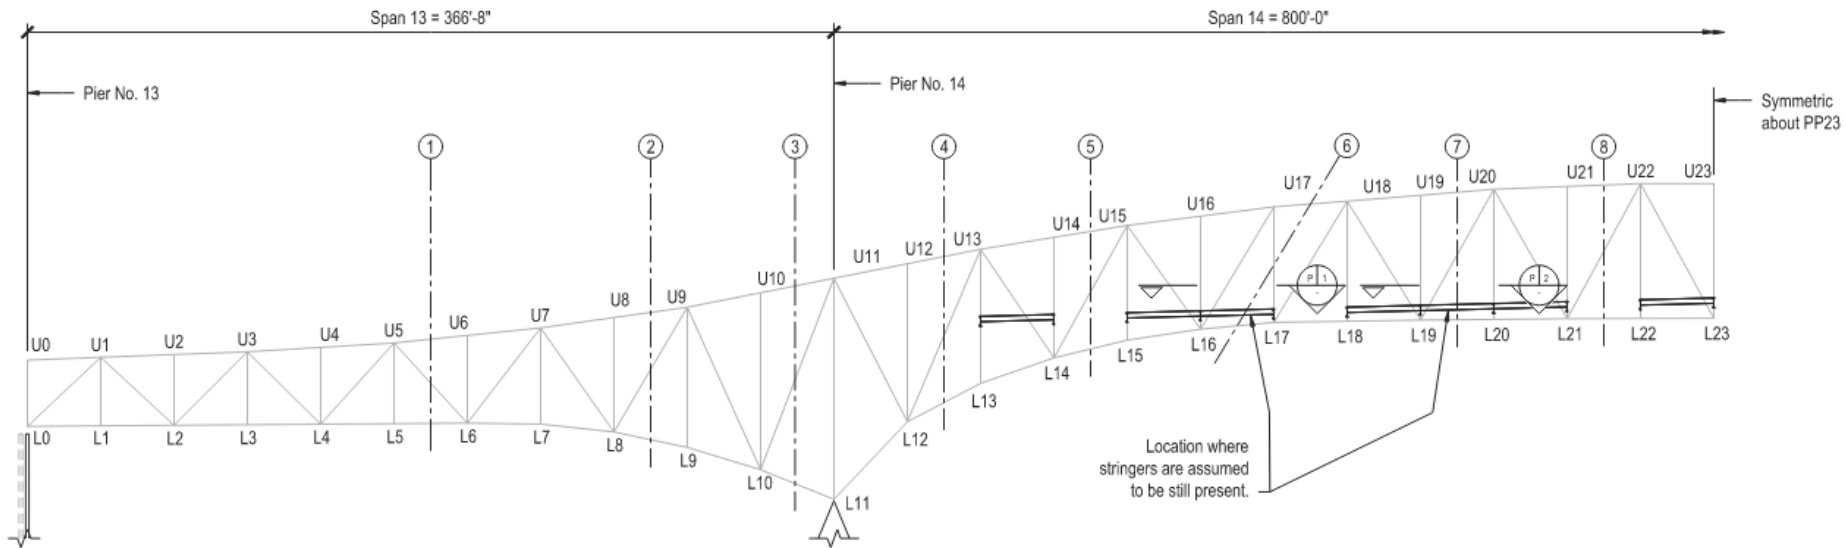 Span 13 = 366'-8"
Span 14 = 800'-0"
Pier No. 13
Pier No. 14
Symmetric
about PP23
1
2
3
4
5
6
7
8
U0
U1
U2
U3
U4
U5
U6
U7
U8
U9
U10
U11
U12
U13
U14
U15
U16
U17
U18
U19
U20
U21
U22
U23
P 1
-
P 2
-
L0
L1
L2
L3
L4
L5
L6
L7
L8
L9
L10
L11
L12
L13
L14
L15
L16
L17
L18
L19
L20
L21
L22
L23
Location where
stringers are assumed
to be still present.